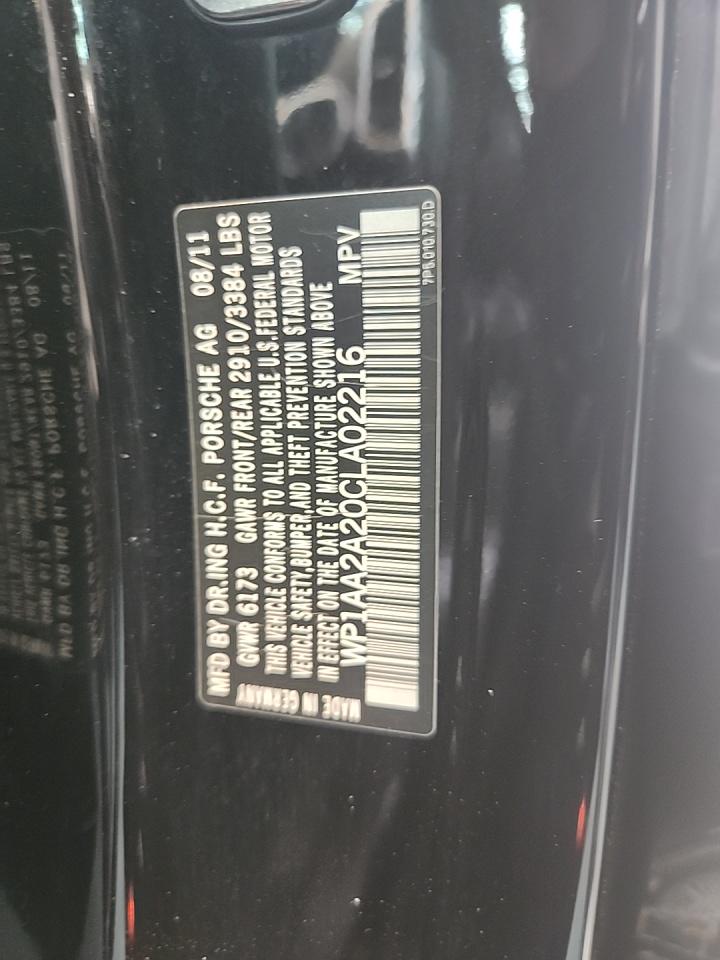 MFD BY DR.ING H.C.F. PORSCHE AG 08/11
GVWR 6173 GAWR FRONT/REAR 2910/3384 LBS
THIS VEHICLE CONFORMS TO ALL APPLICABLE U.S.FEDERAL MOTOR
VEHICLE SAFETY,BUMPER,AND THEFT PREVENTION STANDARDS
IN EFFECT ON THE DATE OF MANUFACTURE SHOWN ABOVE
WP1AA2A20CLA02216 MPV
MADE IN GERMANY
7P5.010.730.D